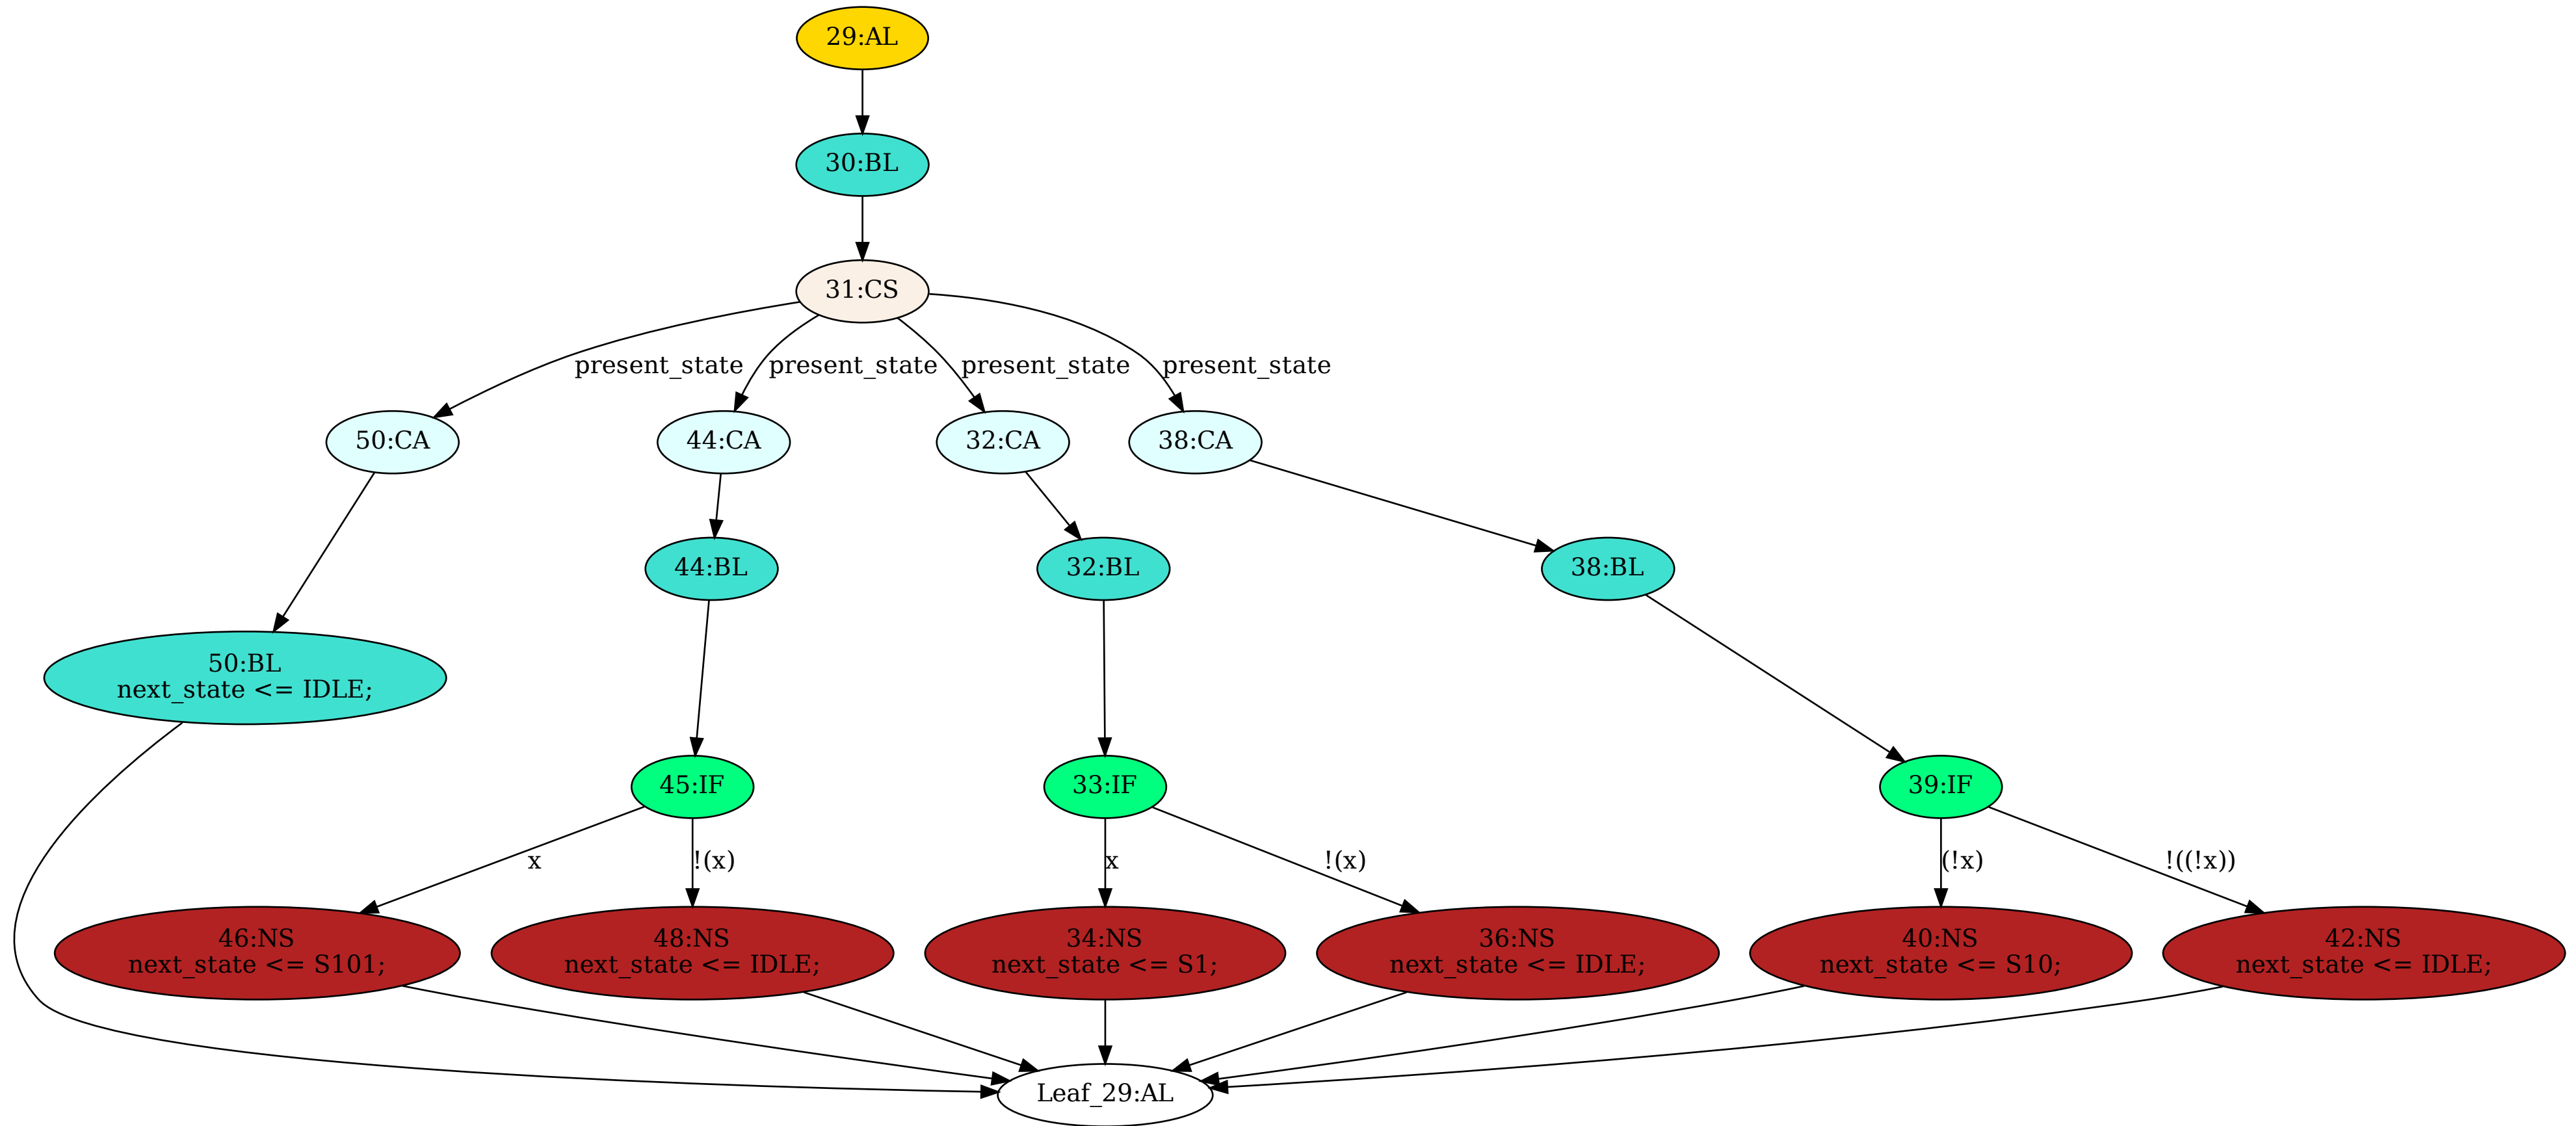 29:AL
30:BL
31:CS
present_state
present_state
present_state
present_state
50:CA
44:CA
32:CA
38:CA
44:BL
32:BL
38:BL
50:BL
next_state <= IDLE;
45:IF
33:IF
39:IF
x
!(x)
x
!(x)
(!x)
!((!x))
46:NS
next_state <= S101;
48:NS
next_state <= IDLE;
34:NS
next_state <= S1;
36:NS
next_state <= IDLE;
40:NS
next_state <= S10;
42:NS
next_state <= IDLE;
Leaf_29:AL